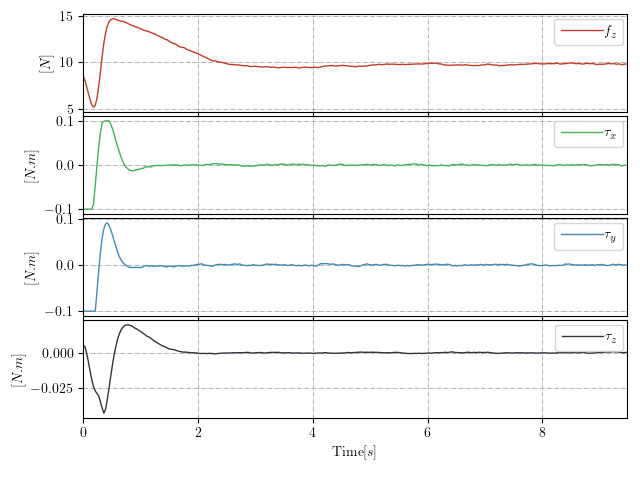 15
10
5
[N]
f_z
0.1
0.0
−0.1
[N.m]
τ_x
0.1
0.0
−0.1
[N.m]
τ_y
0.000
−0.025
[N.m]
τ_z
0 2 4 6 8
Time[s]